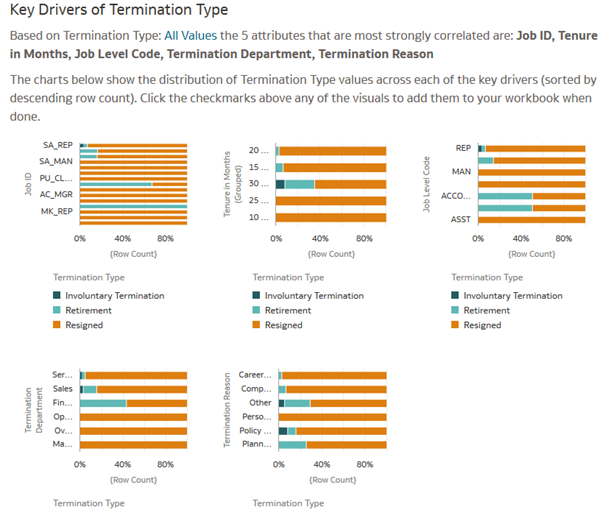 Key Drivers of Termination Type
Based on Termination Type: All Values the 5 attributes that are most strongly correlated are: Job ID, Tenure
in Months, Job Level Code, Termination Department, Termination Reason
The charts below show the distribution of Termination Type values across each of the key drivers (sorted by
descending row count). Click the checkmarks above any of the visuals to add them to your workbook when
done.
Job ID
SA_REP
SA_MAN
PU_CL...
AC_MGR
MK_REP
0% 40% 80%
{Row Count}
Termination Type
Involuntary Termination
Retirement
Resigned
Tenure in Months
(Grouped)
20 ...
15 ...
30 ...
25 ...
10 ...
0% 40% 80%
{Row Count}
Termination Type
Involuntary Termination
Retirement
Resigned
Job Level Code
REP
MAN
ACCO...
ASST
0% 40% 80%
{Row Count}
Termination Type
Involuntary Termination
Retirement
Resigned
Termination
Department
Ser...
Sales
Fin...
Op...
Ov...
Ma...
0% 40% 80%
{Row Count}
Termination Type
Termination Reason
Career...
Comp...
Other
Perso...
Policy ...
Plann...
0% 40% 80%
{Row Count}
Termination Type